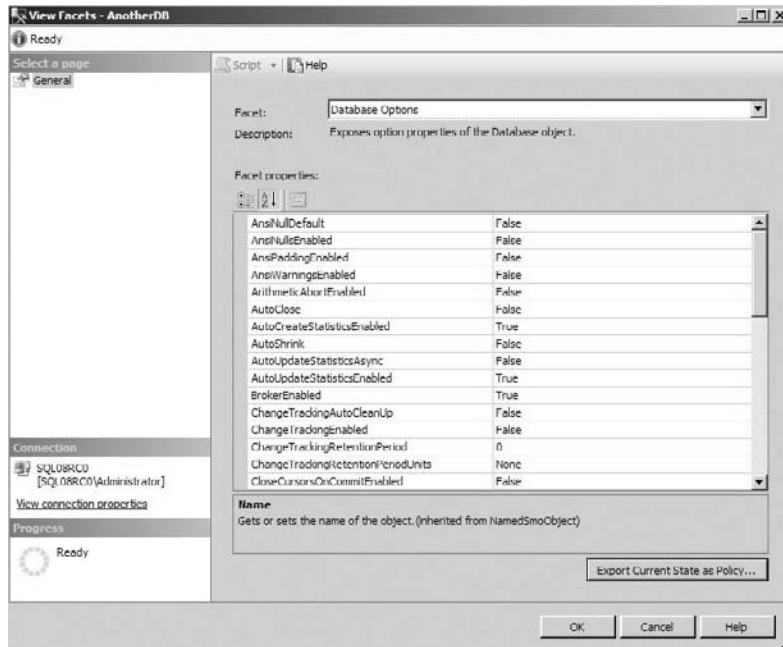 View Facets - AnotherDB
Ready
Select a page
General
Script
Help
Facet:
Database Options
Description:
Exposes option properties of the Database object.
Facet properties:
AnsiNullDefault False
AnsiNullsEnabled False
AnsiPaddingEnabled False
AnsiWarningsEnabled False
ArithmeticAbortEnabled False
AutoClose False
AutoCreateStatisticsEnabled True
AutoShrink False
AutoUpdateStatisticsAsync False
AutoUpdateStatisticsEnabled True
BrokerEnabled True
ChangeTrackingAutoCleanUp False
ChangeTrackingEnabled False
ChangeTrackingRetentionPeriod 0
ChangeTrackingRetentionPeriodUnits None
CloseCursorsOnCommitEnabled False
Name
Gets or sets the name of the object. (inherited from NamedSmoObject)
Export Current State as Policy...
Connection
SQL08RC0
[SQL08RC0\Administrator]
View connection properties
Progress
Ready
OK
Cancel
Help